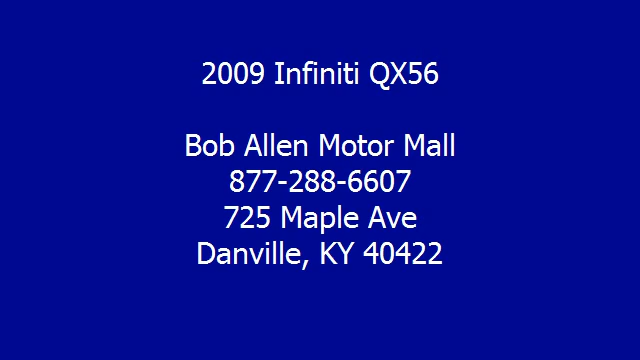 2009 Infiniti QX56
Bob Allen Motor Mall
877-288-6607
725 Maple Ave
Danville, KY 40422